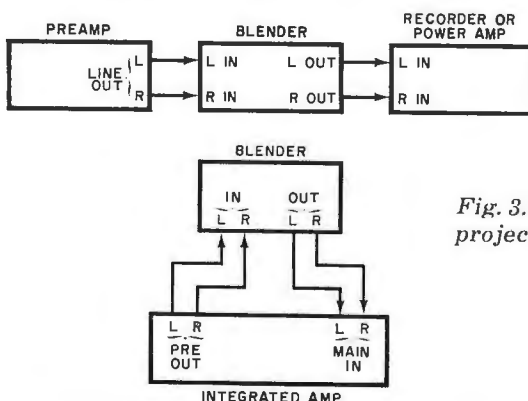 PREAMP
LINE OUT
L
R
BLENDER
L IN L OUT
R IN R OUT
RECORDER OR
POWER AMP
L IN
R IN
BLENDER
IN OUT
L R L R
Fig. 3.
projec
L R L R
PRE MAIN
OUT IN
INTEGRATED AMP